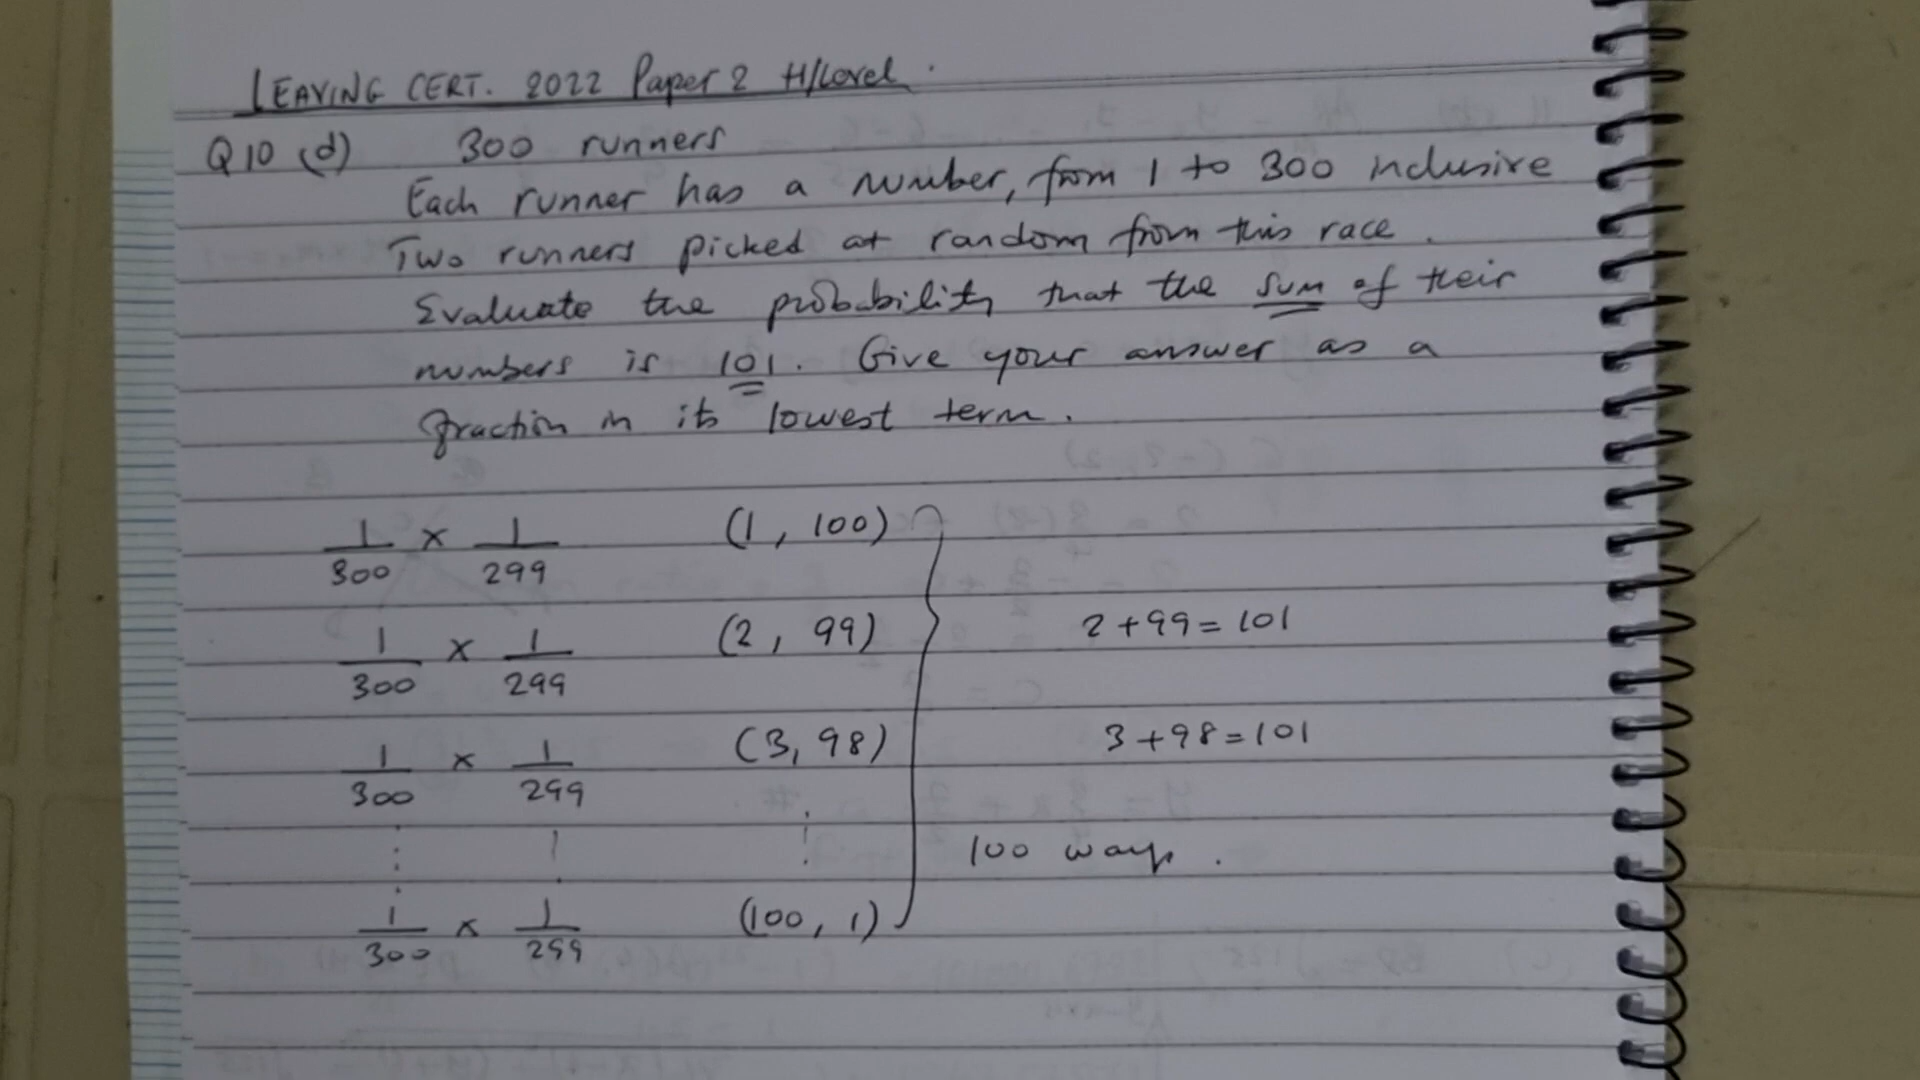 LEAVING CERT. 2022 Paper 2 H/Level.
Q10 (d) 300 runners
Each runner has a number, from 1 to 300 inclusive
Two runners picked at random from this race.
Evaluate the probability that the sum of their
numbers is 101. Give your answer as a
fraction in its lowest term.
1/300 × 1/299 (1, 100)
1/300 × 1/299 (2, 99) 2 + 99 = 101
1/300 × 1/299 (3, 98) 3 + 98 = 101
100 ways.
1/300 × 1/299 (100, 1)